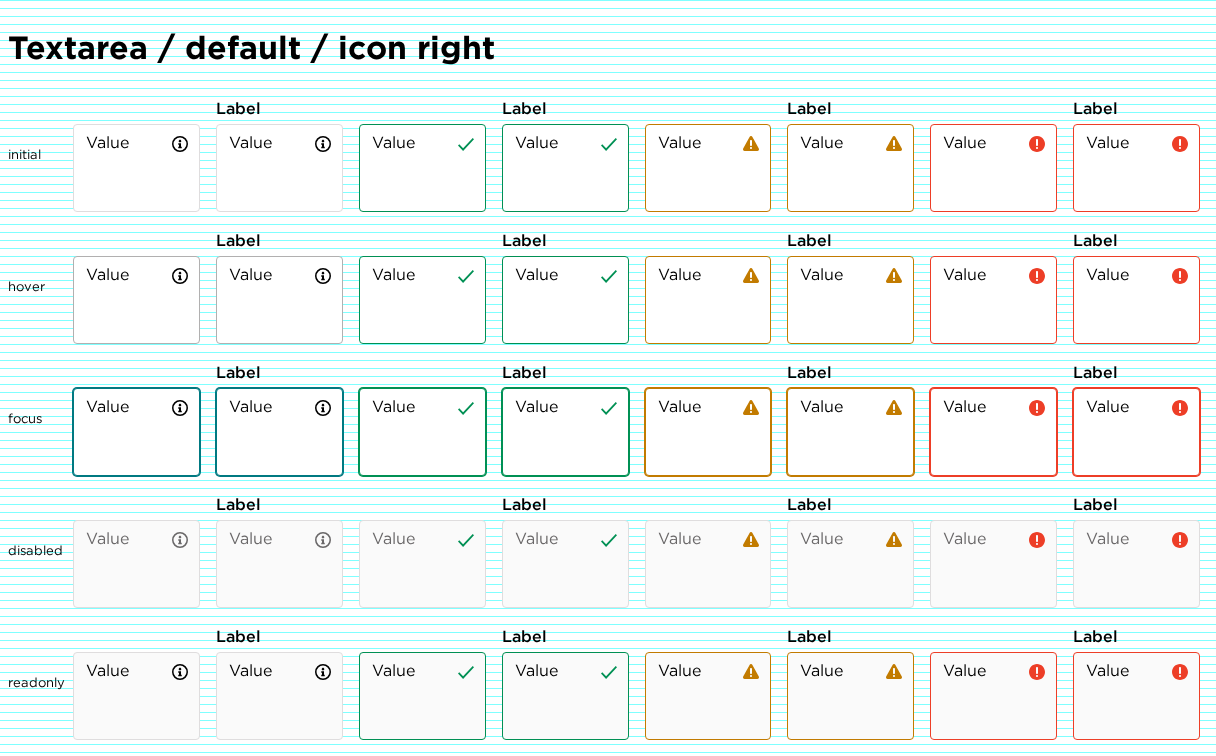 Textarea / default / icon right
Label Label Label Label
initial Value Value Value Value Value Value Value Value
Label Label Label Label
hover Value Value Value Value Value Value Value Value
Label Label Label Label
focus Value Value Value Value Value Value Value Value
Label Label Label Label
disabled Value Value Value Value Value Value Value Value
Label Label Label Label
readonly Value Value Value Value Value Value Value Value